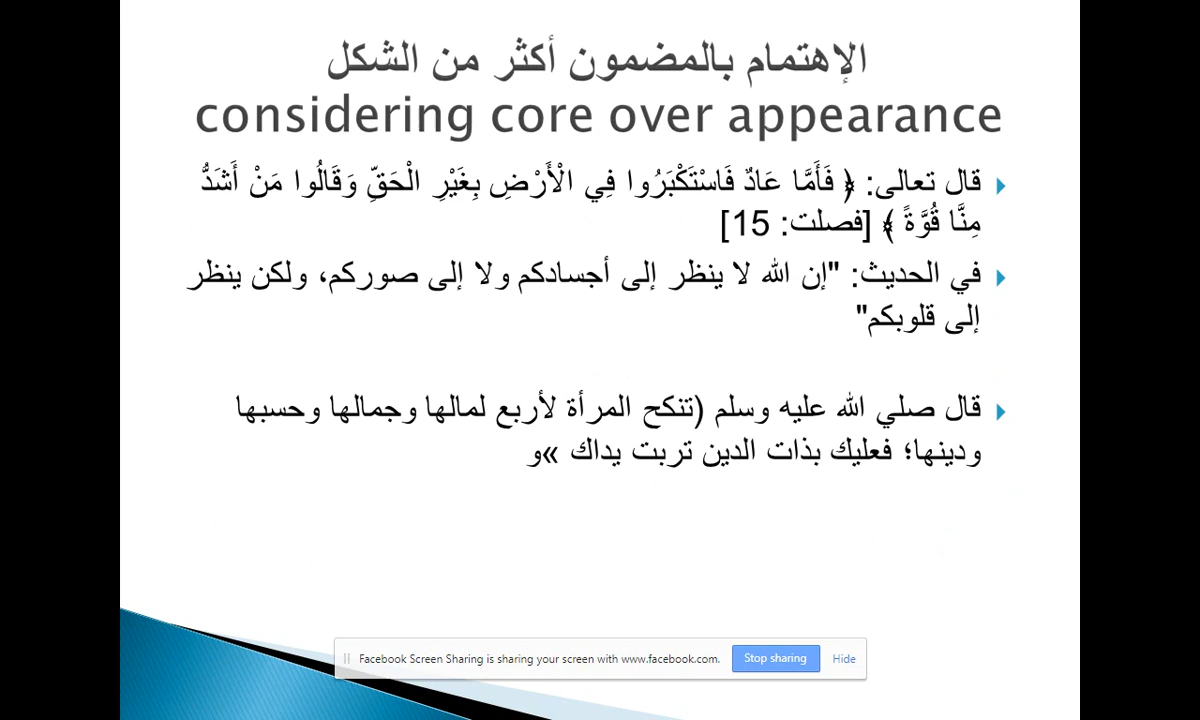 الإهتمام بالمضمون أكثر من الشكل
considering core over appearance
قال تعالى: ﴿ فَأَمَّا عَادٌ فَاسْتَكْبَرُوا فِي الْأَرْضِ بِغَيْرِ الْحَقِّ وَقَالُوا مَنْ أَشَدُّ
مِنَّا قُوَّةً ﴾ [فصلت: 15]
في الحديث: "إن الله لا ينظر إلى أجسادكم ولا إلى صوركم، ولكن ينظر
إلى قلوبكم"
قال صلي الله عليه وسلم (تنكح المرأة لأربع لمالها وجمالها وحسبها
ودينها؛ فعليك بذات الدين تربت يداك »و
Facebook Screen Sharing is sharing your screen with www.facebook.com. Stop sharing Hide